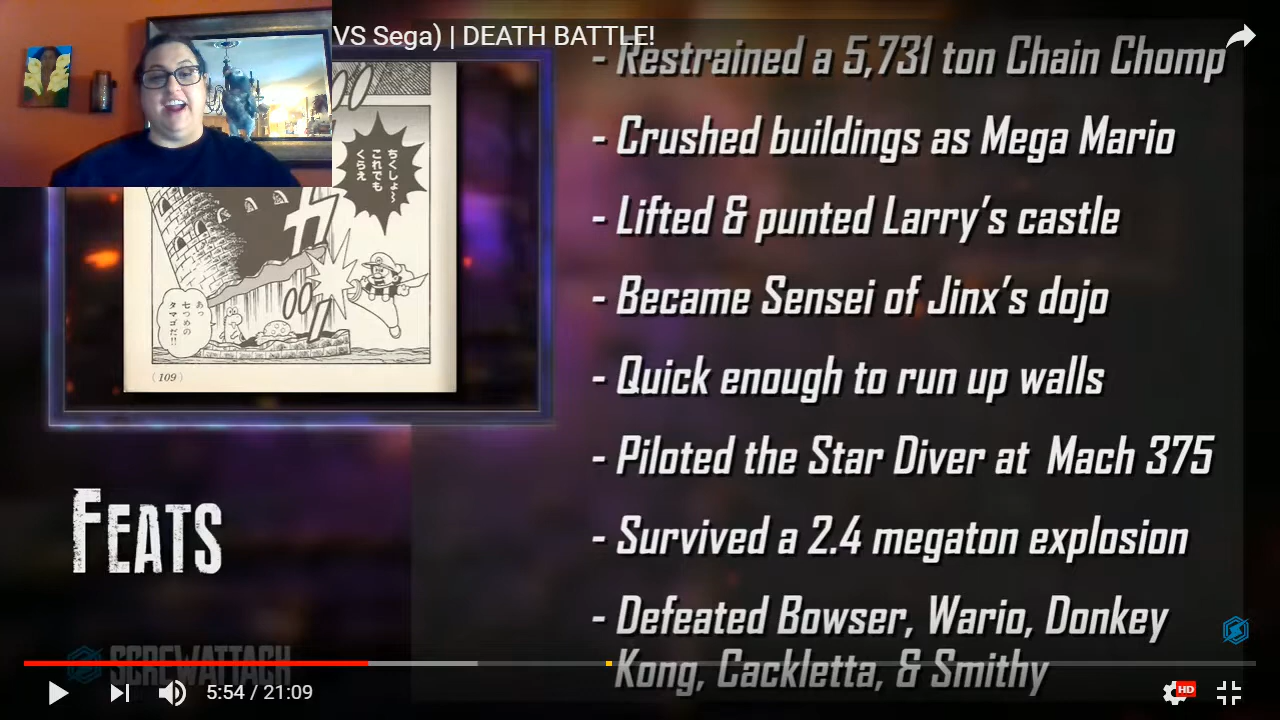 VS Sega) | DEATH BATTLE!
- Restrained a 5,731 ton Chain Chomp
- Crushed buildings as Mega Mario
- Lifted & punted Larry's castle
- Became Sensei of Jinx's dojo
- Quick enough to run up walls
- Piloted the Star Diver at Mach 375
- Survived a 2.4 megaton explosion
- Defeated Bowser, Wario, Donkey
Kong, Cackletta, & Smithy
ちくしょ〜
これでも
くらえ
ガ
あっ
七つめの
タマゴだ!!
(109)
FEATS
SCREWATTACK
5:54 / 21:09
HD